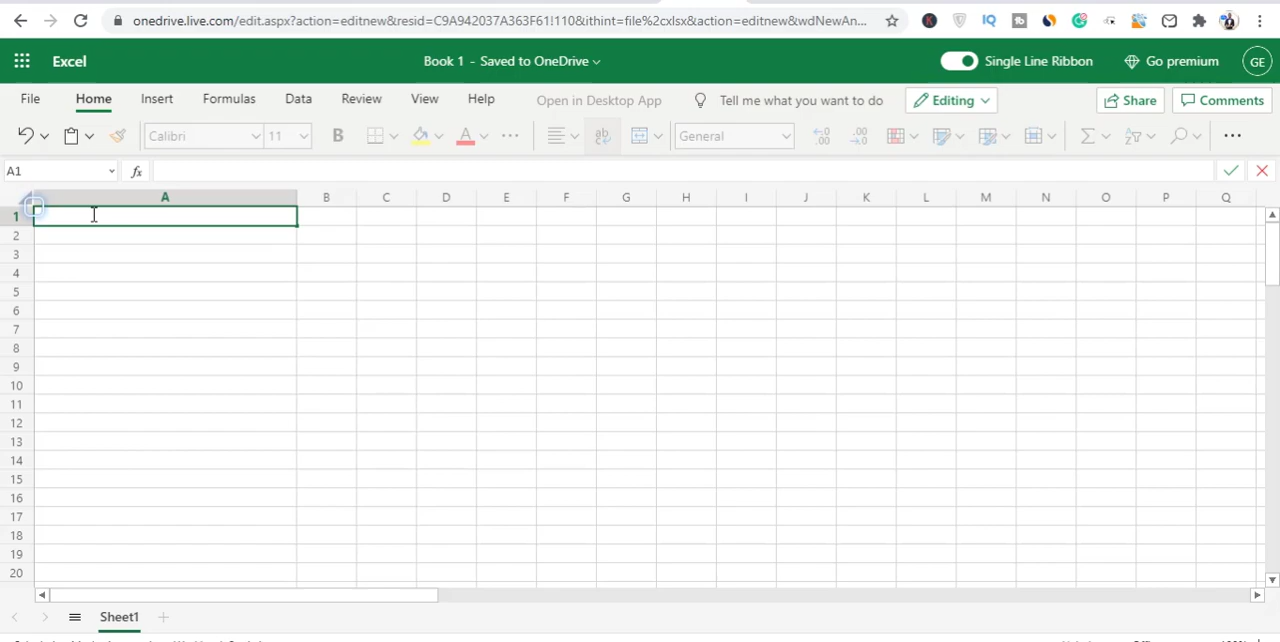 onedrive.live.com/edit.aspx?action=editnew&resid=C9A942037A363F61!110&ithint=file%2cxlsx&action=editnew&wdNewAn...
Excel Book 1 - Saved to OneDrive Single Line Ribbon Go premium GE
File Home Insert Formulas Data Review View Help Open in Desktop App Tell me what you want to do Editing Share Comments
Calibri 11 B A ab General
A1 fx
A B C D E F G H I J K L M N O P Q
1
2
3
4
5
6
7
8
9
10
11
12
13
14
15
16
17
18
19
20
Sheet1